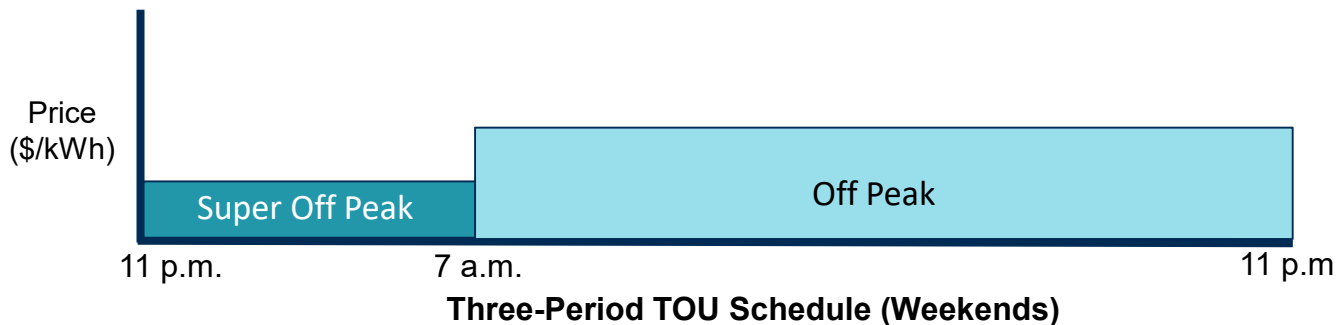 Price
($/kWh)
Super Off Peak
Off Peak
11 p.m.
7 a.m.
11 p.m
Three-Period TOU Schedule (Weekends)